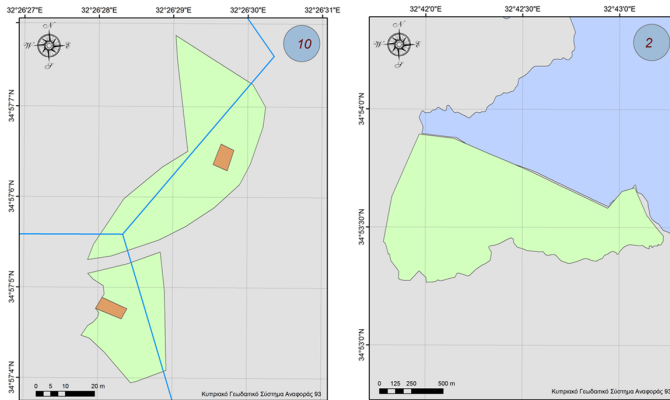 32°26'27"E 32°26'28"E 32°26'29"E 32°26'30"E 32°26'31"E
N
W E
S
10
34°57'7"N
34°57'6"N
34°57'5"N
34°57'4"N
0 5 10 20 m
Κυπριακό Γεωδαιτικό Σύστημα Αναφοράς 93
32°42'0"E 32°42'30"E 32°43'0"E
N
W E
S
2
34°54'0"N
34°53'30"N
34°53'0"N
0 125 250 500 m
Κυπριακό Γεωδαιτικό Σύστημα Αναφοράς 93